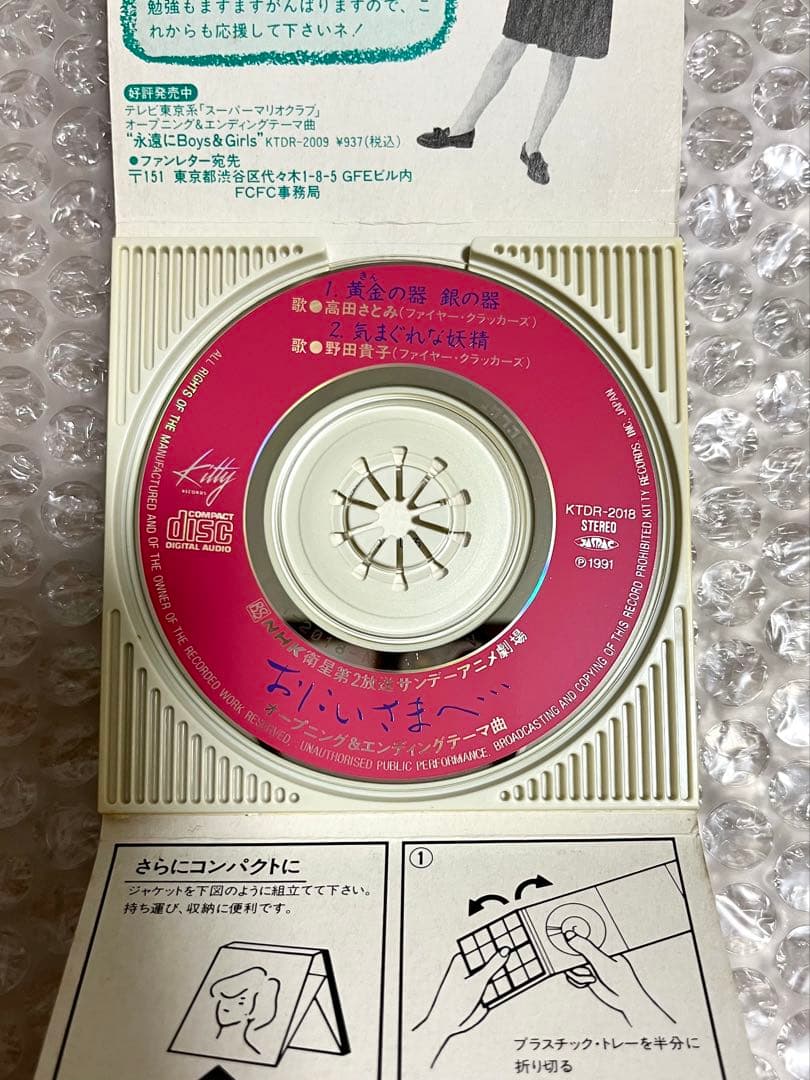 勉強もますますがんばりますので、こ
れからも応援して下さいネ!
好評発売中
テレビ東京系「スーパーマリオクラブ」
オープニング&エンディングテーマ曲
“永遠にBoys&Girls” KTDR-2009 ¥937(税込)
●ファンレター宛先
〒151 東京都渋谷区代々木1-8-5 GFEビル内
FCFC事務局
きん
1. 黄金の器 銀の器
歌●高田さとみ(ファイヤー・クラッカーズ)
2. 気まぐれな妖精
歌●野田貴子(ファイヤー・クラッカーズ)
Kitty
RECORDS
COMPACT
disc
DIGITAL AUDIO
KTDR-2018
STEREO
JASRAC
Ⓟ1991
BS NHK衛星第2放送サンデーアニメ劇場
おにいさまへ…
オープニング&エンディングテーマ曲
ALL RIGHTS OF THE MANUFACTURED AND OF THE OWNER OF THE RECORDED WORK RESERVED. UNAUTHORISED PUBLIC PERFORMANCE. BROADCASTING AND COPYING OF THIS RECORD PROHIBITED KITTY RECORDS. INC. JAPAN
さらにコンパクトに
ジャケットを下図のように組立てて下さい。
持ち運び、収納に便利です。
①
プラスチック・トレーを半分に
折り切る